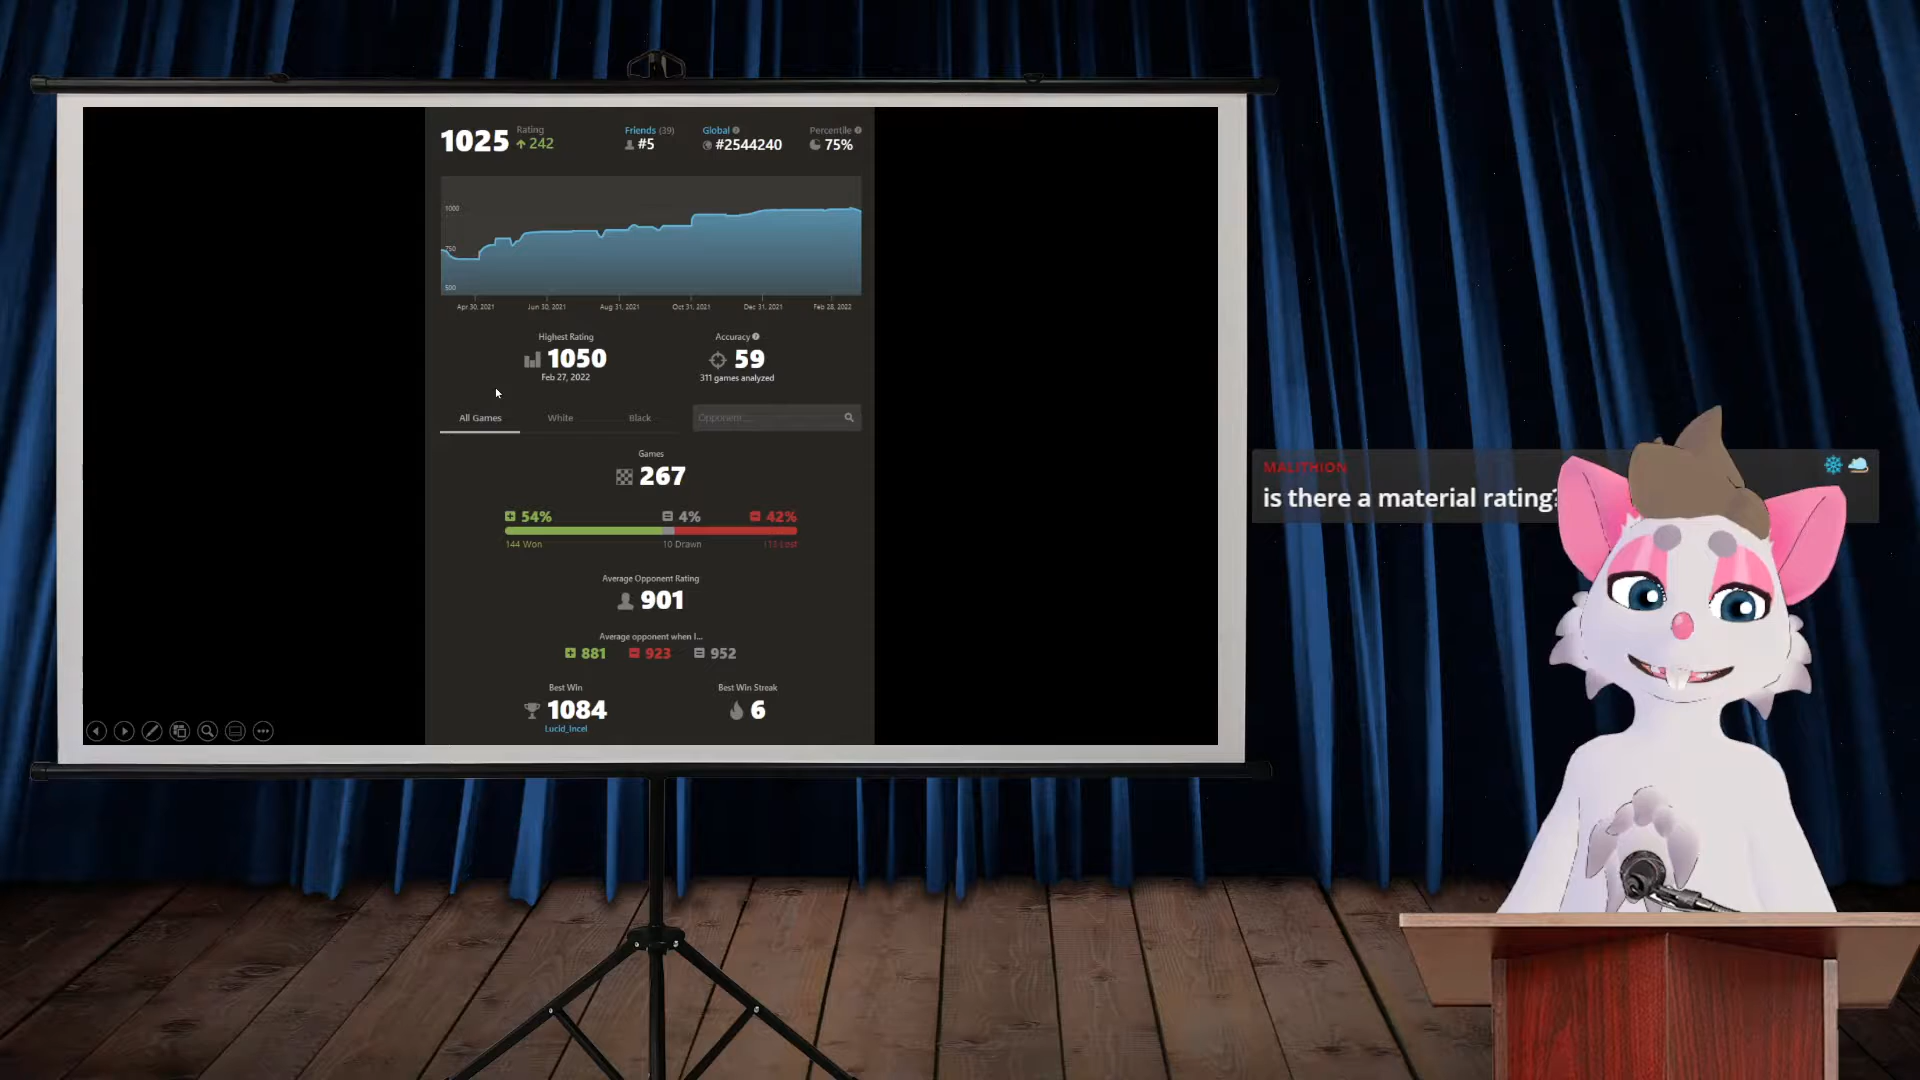 1025
Rating
242
Friends (39)
#5
Global
#2544240
Percentile
75%
1000
750
500
Apr 30, 2021
Jun 30, 2021
Aug 31, 2021
Oct 31, 2021
Dec 31, 2021
Feb 28, 2022
Highest Rating
1050
Feb 27, 2022
Accuracy
59
311 games analyzed
All Games
White
Black
Opponent...
Games
267
54%
4%
42%
144 Won
10 Drawn
Lost
Average Opponent Rating
901
Average opponent when I...
881
923
952
Best Win
1084
Lucid_Incel
Best Win Streak
6
MALITHION
is there a material rating?